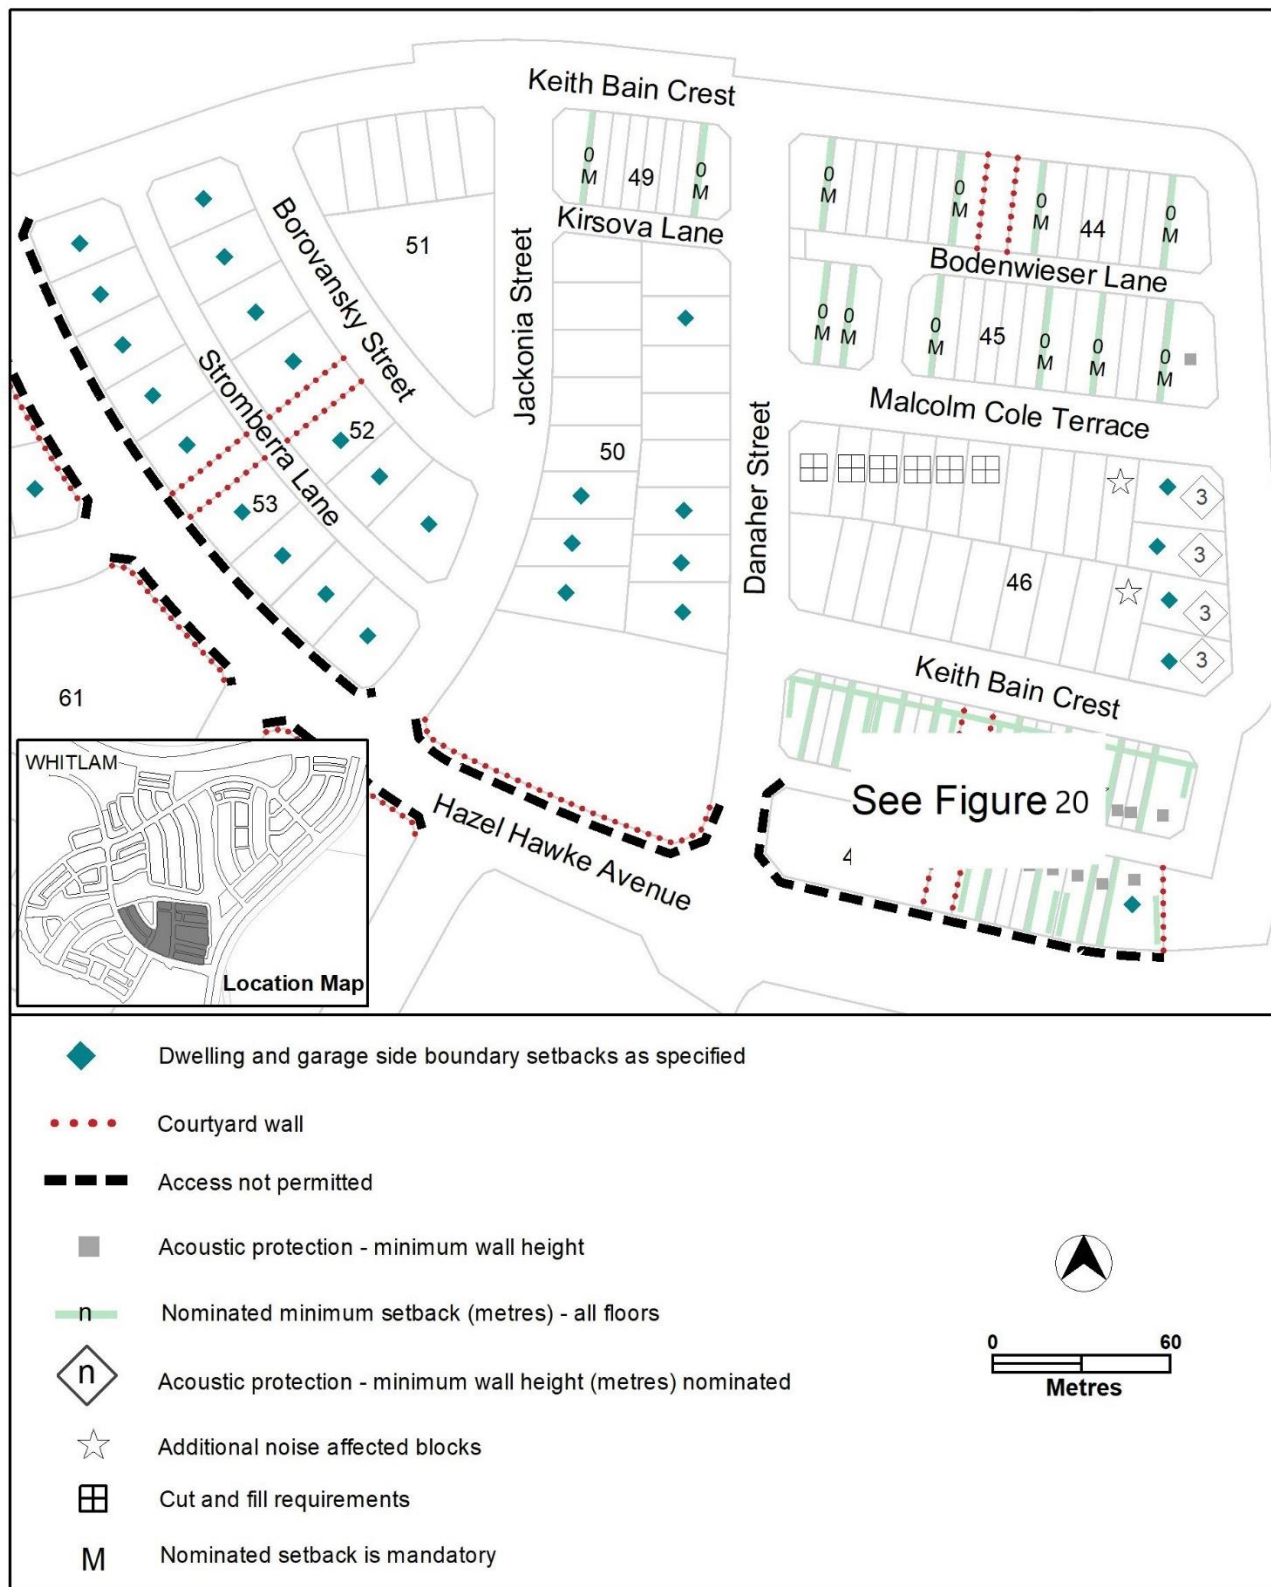 Keith Bain Crest
0
M
49
0
M
0
M
0
M
0
M
44
0
M
Kirsova Lane
Bodenwieser Lane
Borovansky Street
51
Jackonia Street
0
M
0
M
0
M
45
0
M
0
M
0
M
Malcolm Cole Terrace
Stromberra Lane
52
50
Danaher Street
53
3
3
46
3
3
Keith Bain Crest
61
WHITLAM
Location Map
Hazel Hawke Avenue
See Figure 20
Dwelling and garage side boundary setbacks as specified
Courtyard wall
Access not permitted
Acoustic protection - minimum wall height
n
Nominated minimum setback (metres) - all floors
n
Acoustic protection - minimum wall height (metres) nominated
Additional noise affected blocks
Cut and fill requirements
M
Nominated setback is mandatory
0 60
Metres